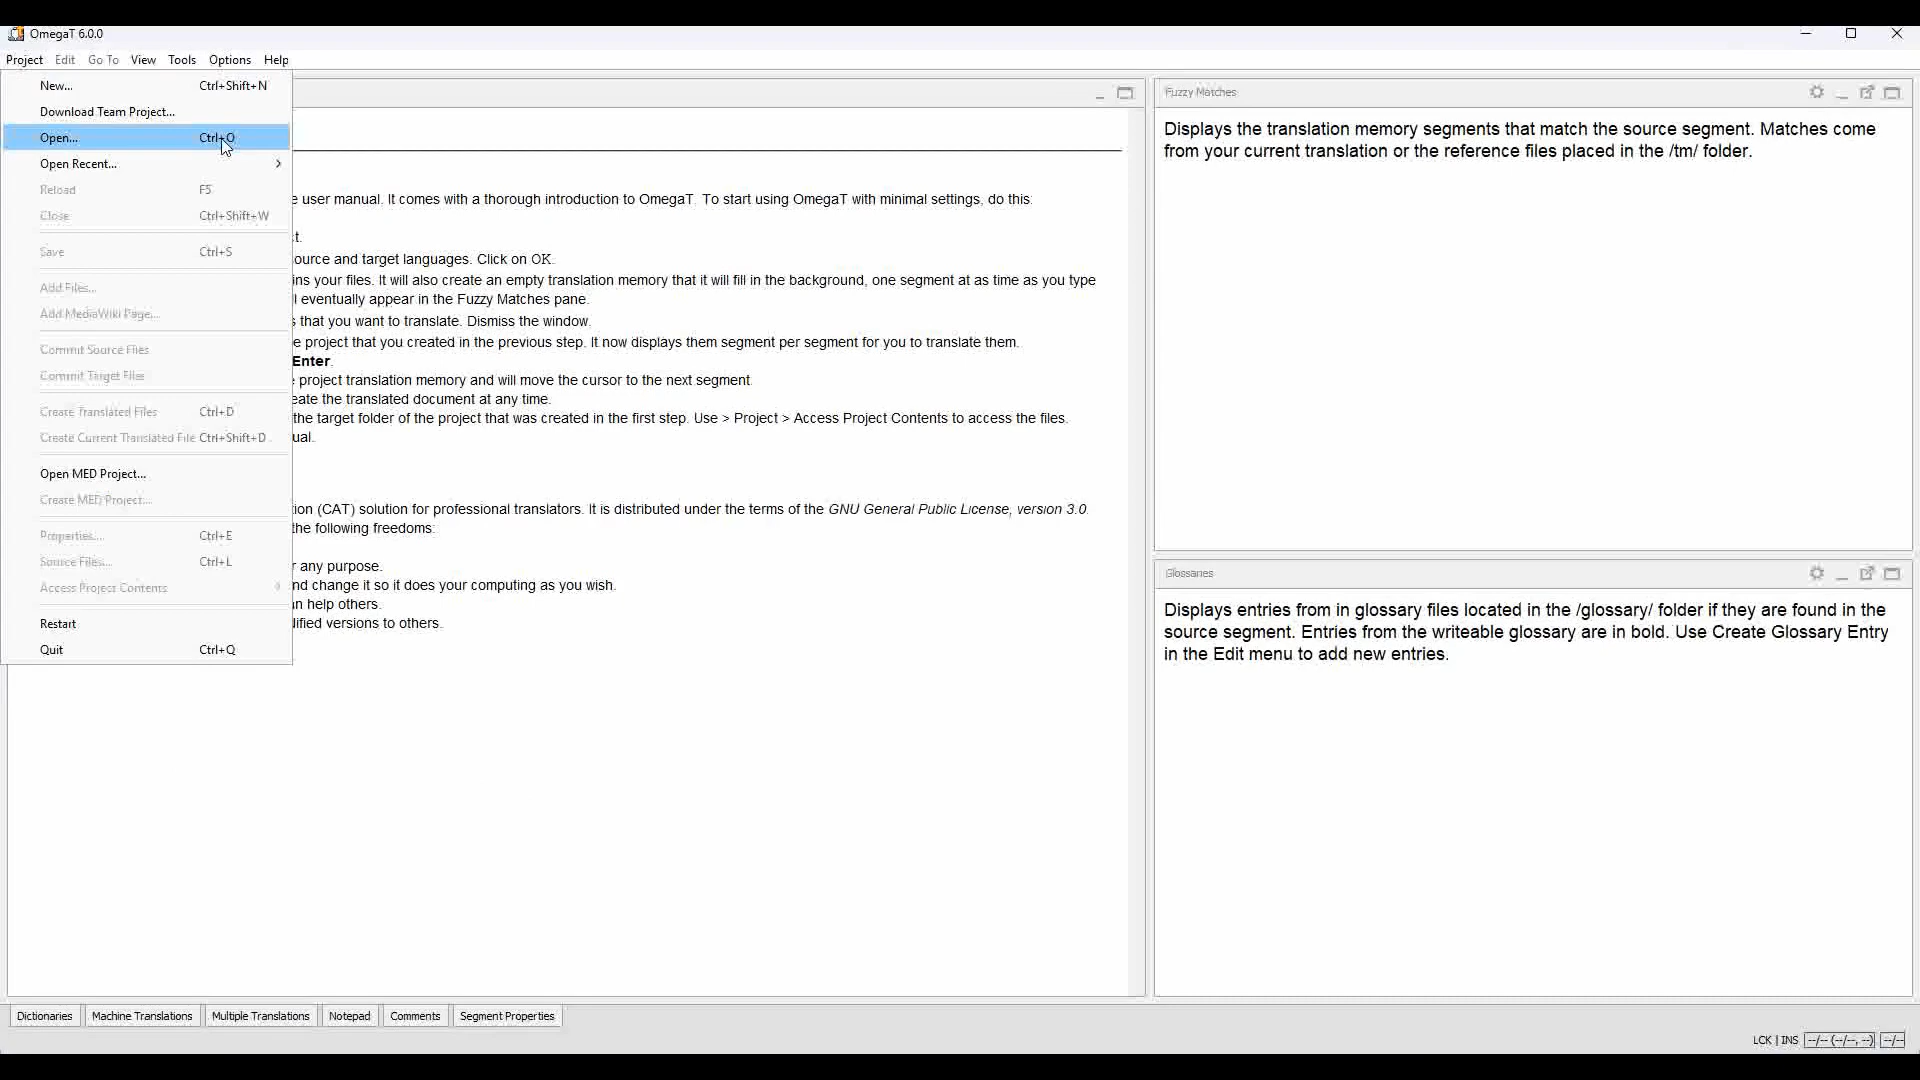 OmegaT 6.0.0
Project Edit Go To View Tools Options Help
New... Ctrl+Shift+N
Download Team Project...
Open... Ctrl+O
Open Recent...
Reload F5
Close Ctrl+Shift+W
Save Ctrl+S
Add Files...
Add MediaWiki Page...
Commit Source Files
Commit Target Files
Create Translated Files Ctrl+D
Create Current Translated File Ctrl+Shift+D
Open MED Project...
Create MED Project...
Properties... Ctrl+E
Source Files... Ctrl+L
Access Project Contents
Restart
Quit Ctrl+Q
user manual. It comes with a thorough introduction to OmegaT. To start using OmegaT with minimal settings, do this:
t.
ource and target languages. Click on OK.
ins your files. It will also create an empty translation memory that it will fill in the background, one segment at as time as you type
l eventually appear in the Fuzzy Matches pane.
that you want to translate. Dismiss the window.
e project that you created in the previous step. It now displays them segment per segment for you to translate them.
Enter.
project translation memory and will move the cursor to the next segment.
eate the translated document at any time.
the target folder of the project that was created in the first step. Use > Project > Access Project Contents to access the files.
ual.
ion (CAT) solution for professional translators. It is distributed under the terms of the GNU General Public License, version 3.0.
the following freedoms:
r any purpose.
nd change it so it does your computing as you wish.
n help others.
lified versions to others.
Fuzzy Matches
Displays the translation memory segments that match the source segment. Matches come
from your current translation or the reference files placed in the /tm/ folder.
Glossaries
Displays entries from in glossary files located in the /glossary/ folder if they are found in the
source segment. Entries from the writeable glossary are in bold. Use Create Glossary Entry
in the Edit menu to add new entries.
Dictionaries Machine Translations Multiple Translations Notepad Comments Segment Properties
LCK | INS --/-- (--/--, --) --/--